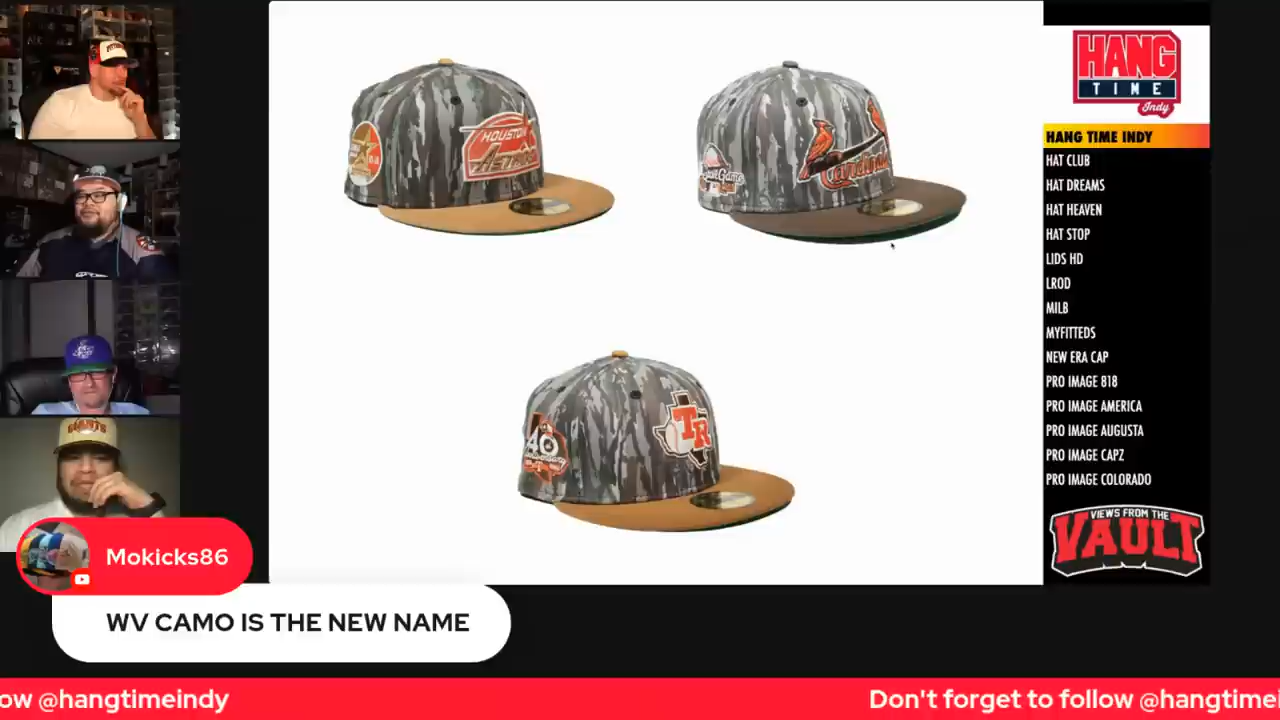 HOUSTON
ASTROS
Cardinals
40
Anniversary
TR
GIANTS
HANG
TIME
Indy
HANG TIME INDY
HAT CLUB
HAT DREAMS
HAT HEAVEN
HAT STOP
LIDS HD
LROD
MILB
MYFITTEDS
NEW ERA CAP
PRO IMAGE 818
PRO IMAGE AMERICA
PRO IMAGE AUGUSTA
PRO IMAGE CAPZ
PRO IMAGE COLORADO
VIEWS FROM THE
VAULT
Mokicks86
WV CAMO IS THE NEW NAME
ow @hangtimeindy
Don't forget to follow @hangtimei